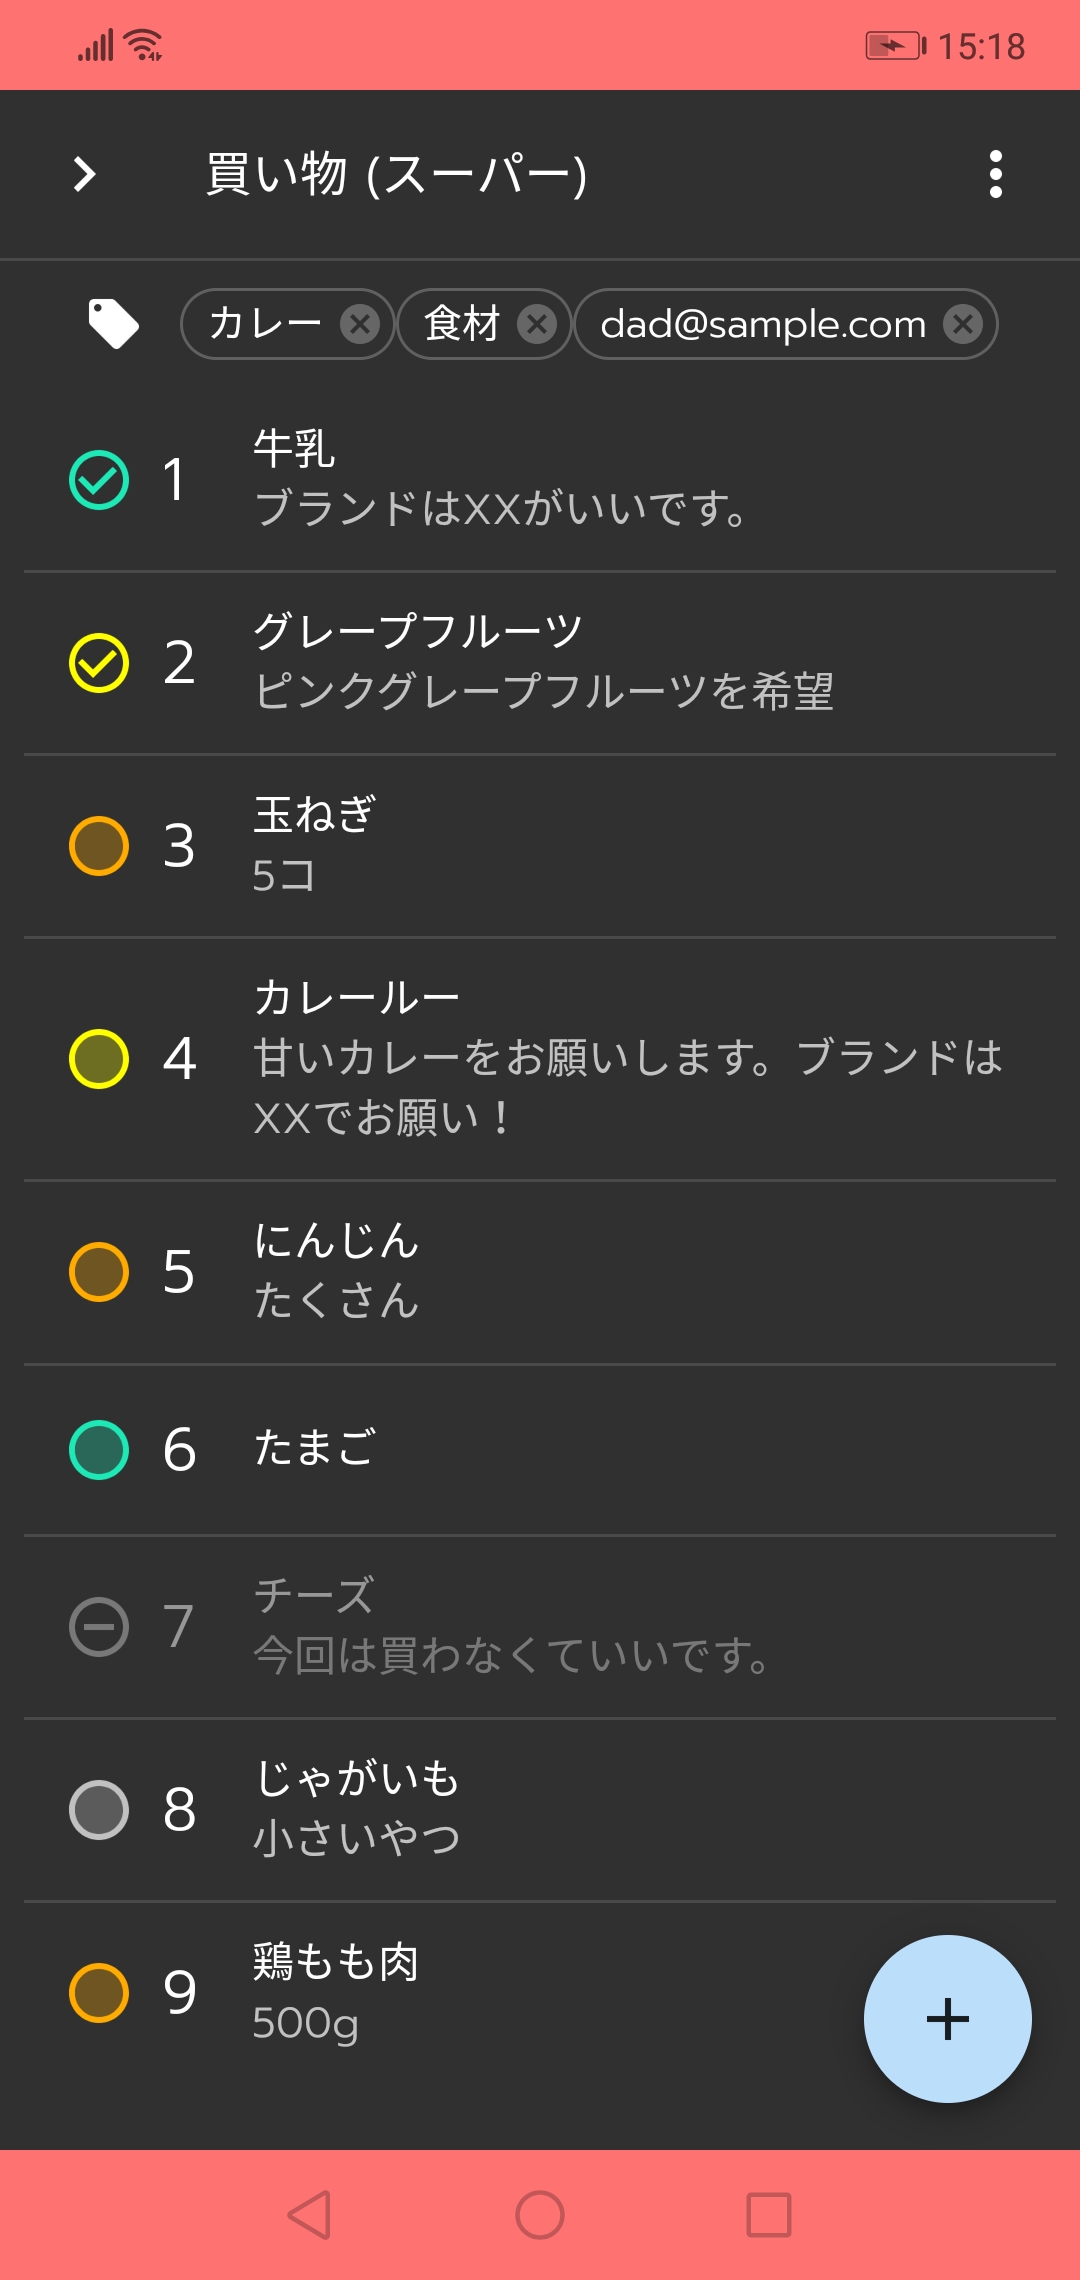 15:18
買い物 (スーパー)
カレー 食材 dad@sample.com
1 牛乳
ブランドはXXがいいです。
2 グレープフルーツ
ピンクグレープフルーツを希望
3 玉ねぎ
5コ
4 カレールー
甘いカレーをお願いします。ブランドは
XXでお願い！
5 にんじん
たくさん
6 たまご
7 チーズ
今回は買わなくていいです。
8 じゃがいも
小さいやつ
9 鶏もも肉
500g